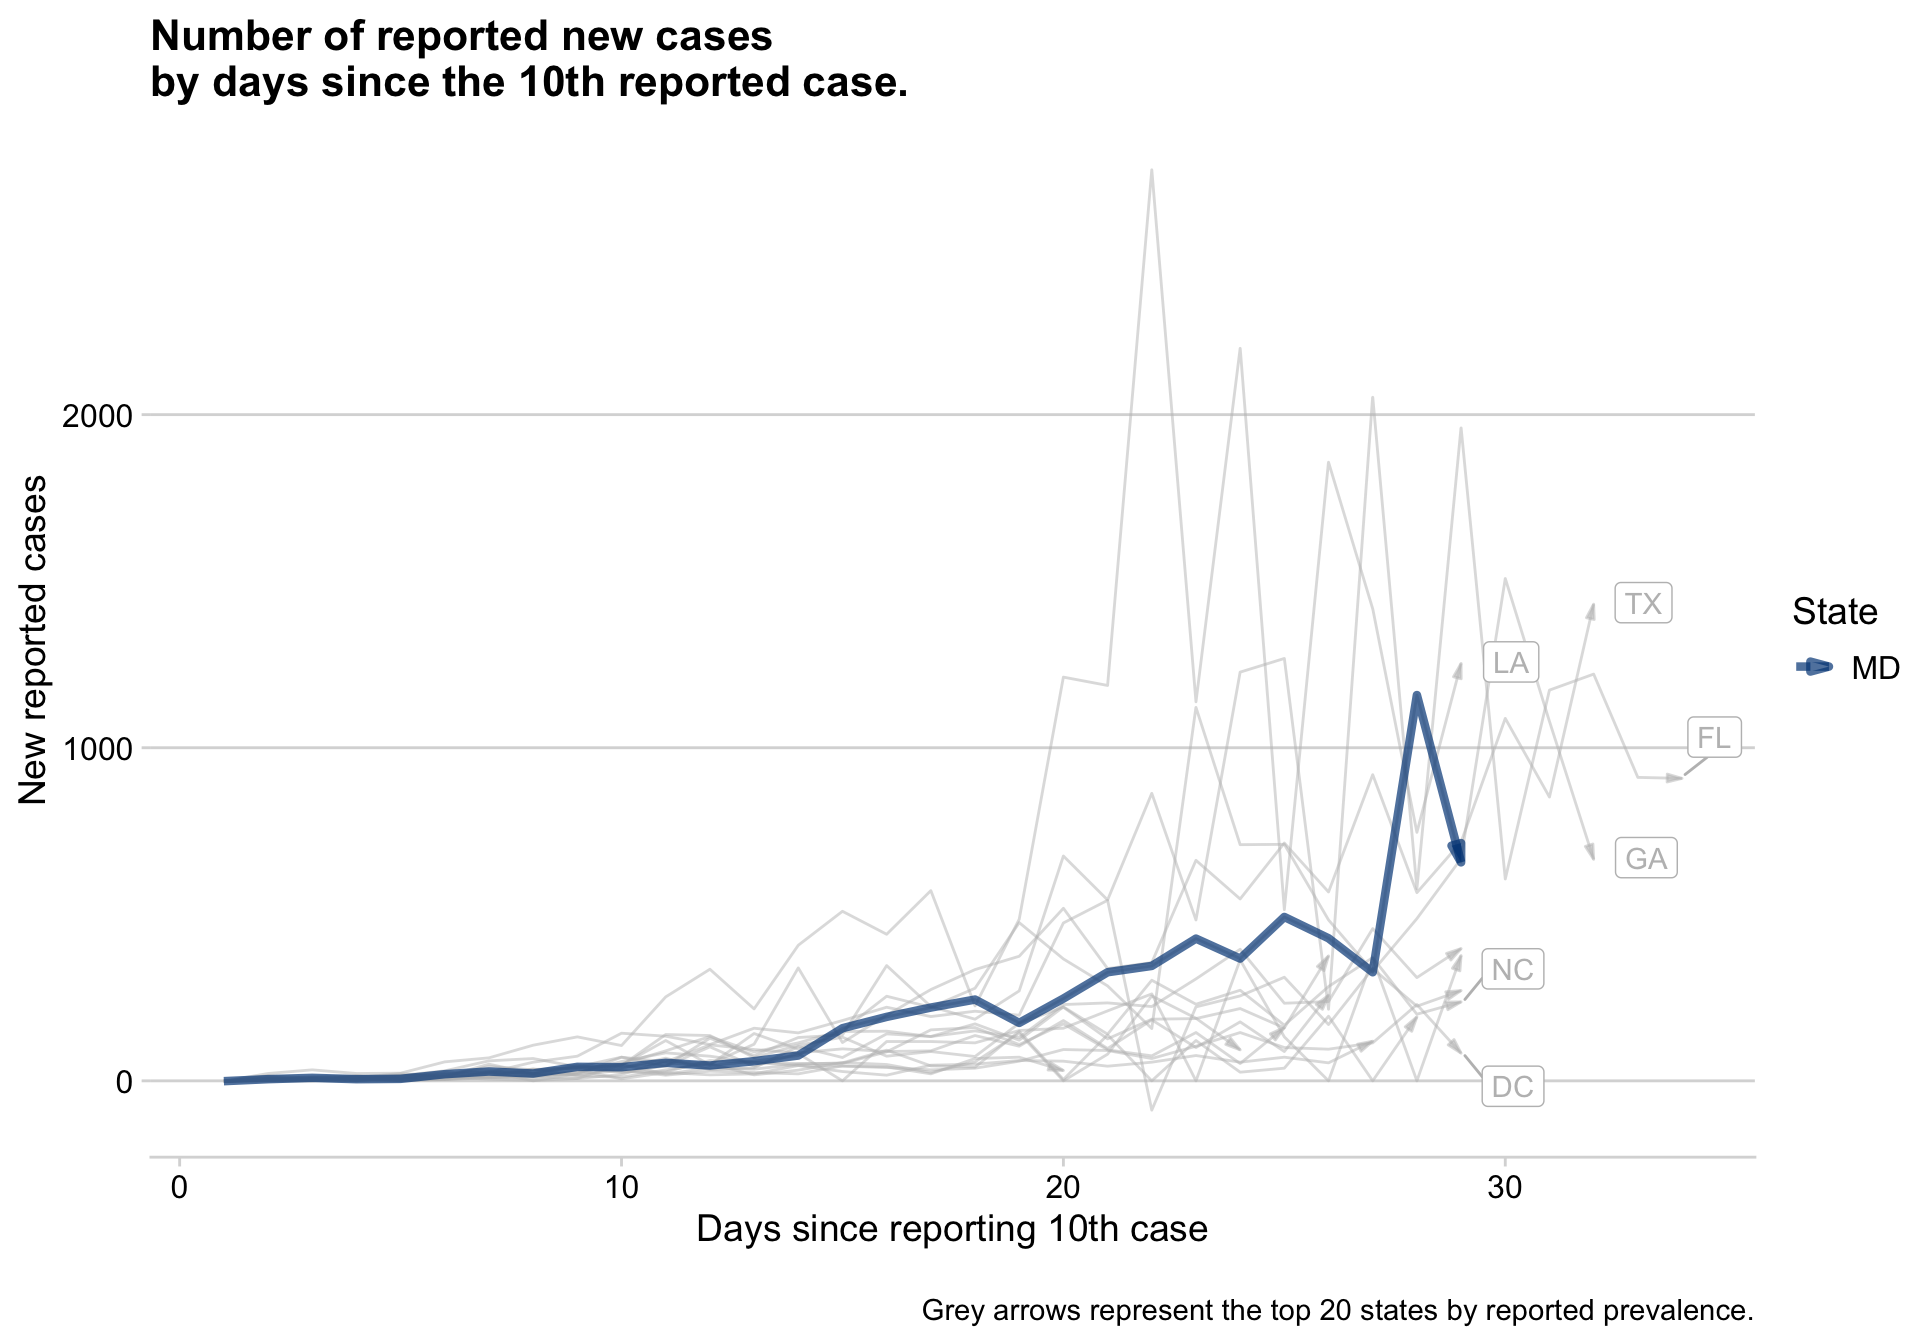 Number of reported new cases
by days since the 10th reported case.
New reported cases
2000
1000
0
TX
LA
FL
GA
NC
DC
State
MD
0
10
20
30
Days since reporting 10th case
Grey arrows represent the top 20 states by reported prevalence.